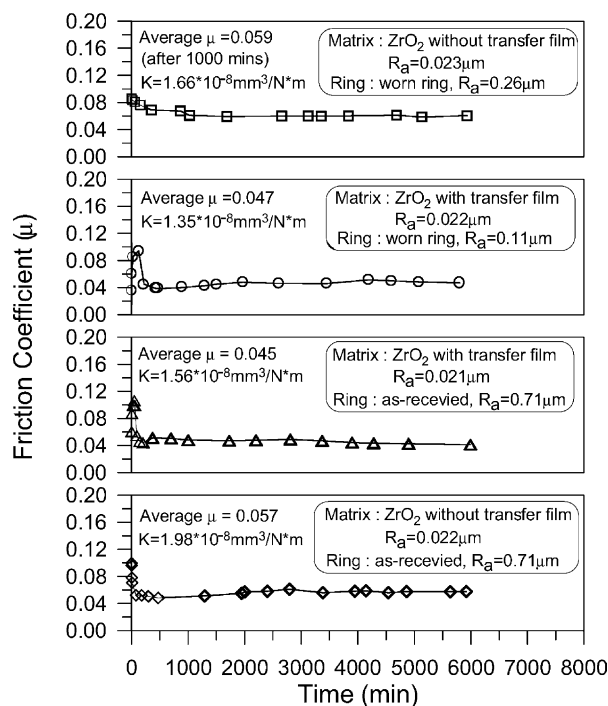 Friction Coefficient (μ)
0.20
0.16
0.12
0.08
0.04
0.00
Average μ =0.059
(after 1000 mins)
K=1.66*10⁻⁸mm³/N*m
Matrix : ZrO₂ without transfer film
Rₐ=0.023μm
Ring : worn ring, Rₐ=0.26μm
0.20
0.16
0.12
0.08
0.04
0.00
Average μ =0.047
K=1.35*10⁻⁸mm³/N*m
Matrix : ZrO₂ with transfer film
Rₐ=0.022μm
Ring : worn ring, Rₐ=0.11μm
0.20
0.16
0.12
0.08
0.04
0.00
Average μ = 0.045
K=1.56*10⁻⁸mm³/N*m
Matrix : ZrO₂ with transfer film
Rₐ=0.021μm
Ring : as-recevied, Rₐ=0.71μm
0.20
0.16
0.12
0.08
0.04
0.00
Average μ = 0.057
K=1.98*10⁻⁸mm³/N*m
Matrix : ZrO₂ without transfer film
Rₐ=0.022μm
Ring : as-recevied, Rₐ=0.71μm
0 1000 2000 3000 4000 5000 6000 7000 8000
Time (min)